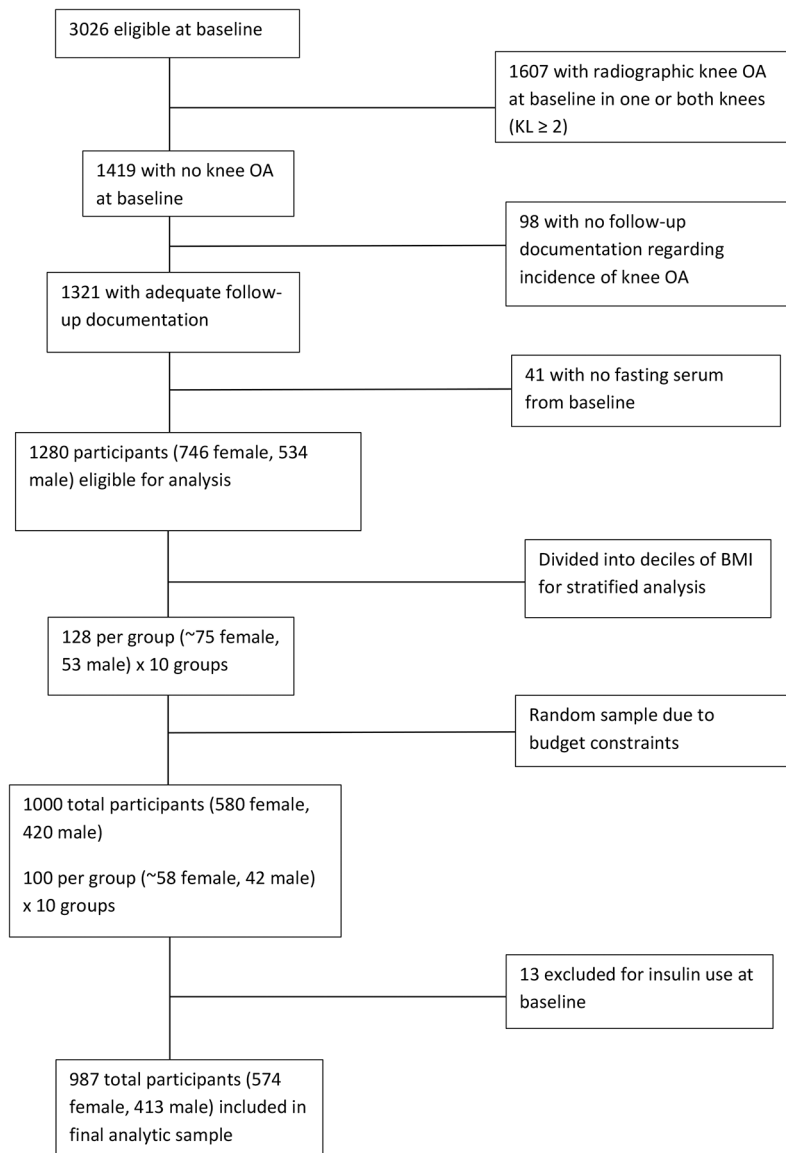 3026 eligible at baseline
1607 with radiographic knee OA
at baseline in one or both knees
(KL ≥ 2)
1419 with no knee OA
at baseline
98 with no follow-up
documentation regarding
incidence of knee OA
1321 with adequate follow-
up documentation
41 with no fasting serum
from baseline
1280 participants (746 female, 534
male) eligible for analysis
Divided into deciles of BMI
for stratified analysis
128 per group (~75 female,
53 male) x 10 groups
Random sample due to
budget constraints
1000 total participants (580 female,
420 male)
100 per group (~58 female, 42 male)
x 10 groups
13 excluded for insulin use at
baseline
987 total participants (574
female, 413 male) included in
final analytic sample